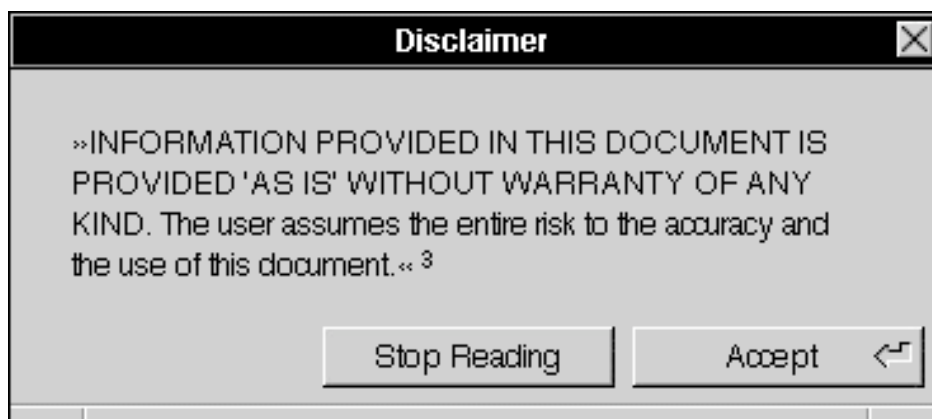 Disclaimer
»INFORMATION PROVIDED IN THIS DOCUMENT IS
PROVIDED 'AS IS' WITHOUT WARRANTY OF ANY
KIND. The user assumes the entire risk to the accuracy and
the use of this document.« 3
Stop Reading
Accept